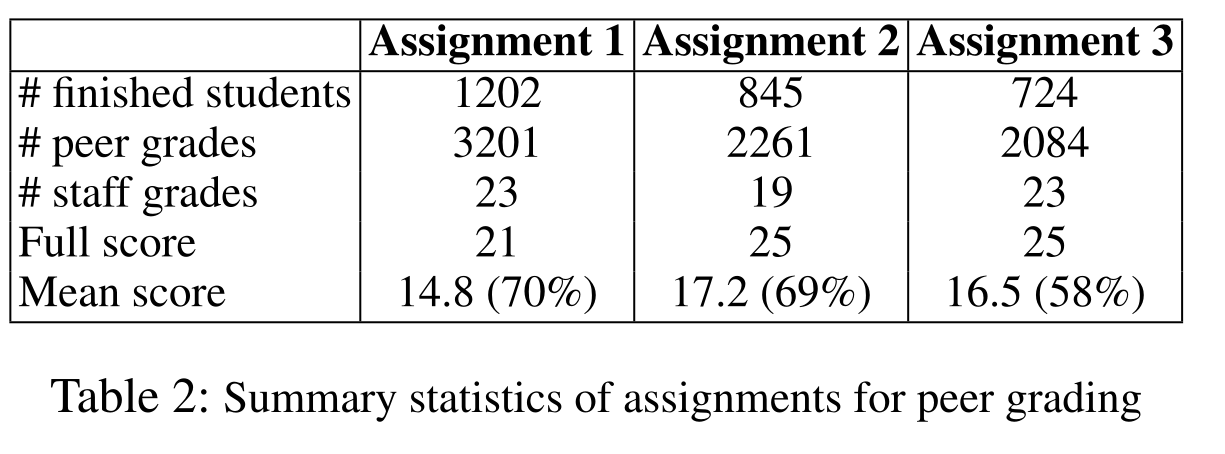 Assignment 1 Assignment 2 Assignment 3
# finished students 1202 845 724
# peer grades 3201 2261 2084
# staff grades 23 19 23
Full score 21 25 25
Mean score 14.8 (70%) 17.2 (69%) 16.5 (58%)
Table 2: Summary statistics of assignments for peer grading